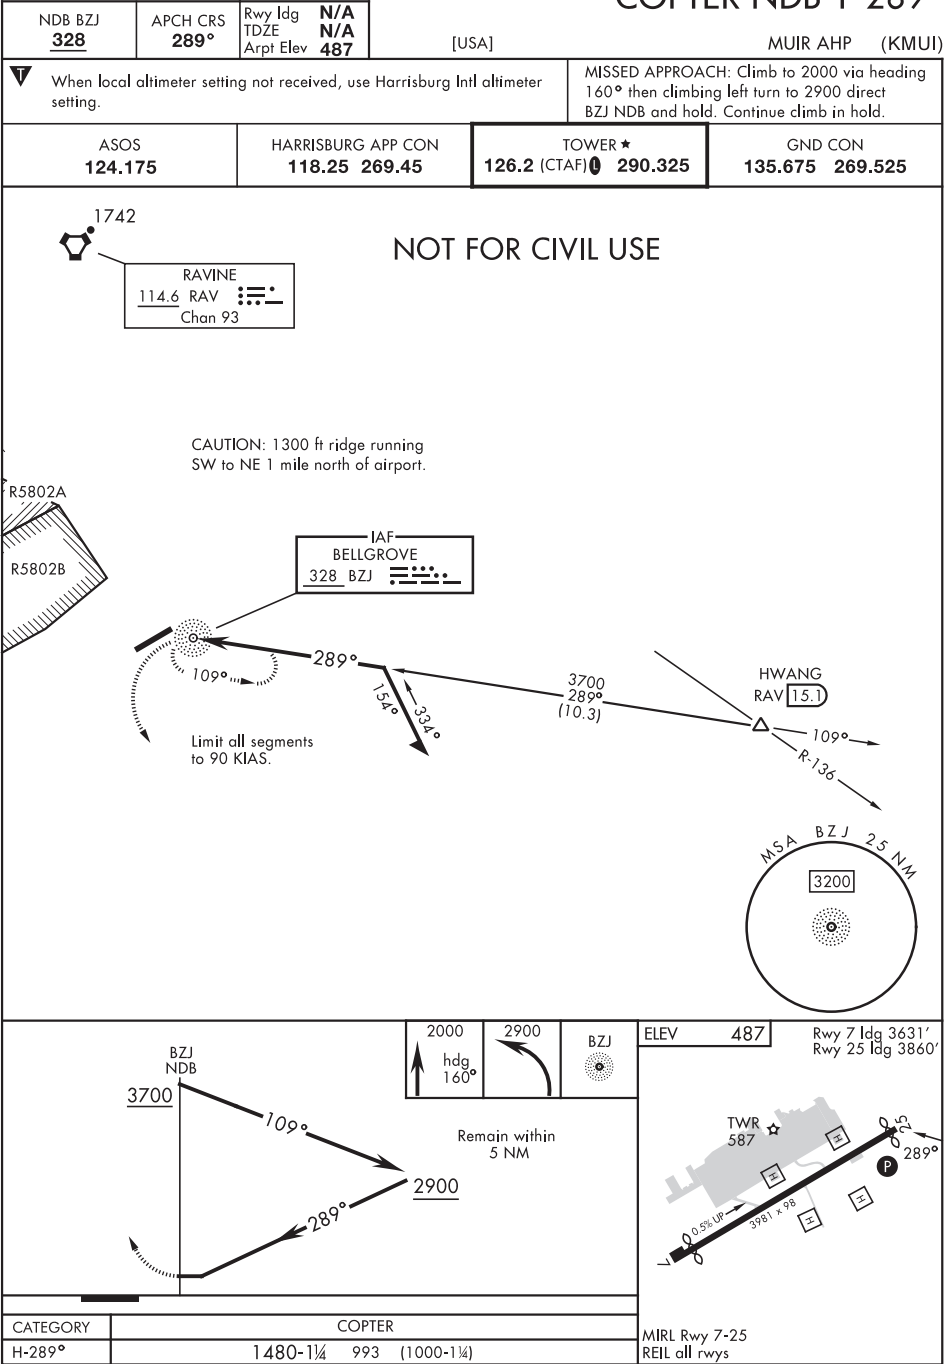 COPTER NDB Y 289°
NDB BZJ
328
APCH CRS
289°
Rwy ldg N/A
TDZE N/A
Arpt Elev 487
[USA]
MUIR AHP (KMUI)
T
When local altimeter setting not received, use Harrisburg Intl altimeter
setting.
MISSED APPROACH: Climb to 2000 via heading
160° then climbing left turn to 2900 direct
BZJ NDB and hold. Continue climb in hold.
ASOS
124.175
HARRISBURG APP CON
118.25 269.45
TOWER ★
126.2 (CTAF) L 290.325
GND CON
135.675 269.525
1742
NOT FOR CIVIL USE
RAVINE
114.6 RAV
Chan 93
CAUTION: 1300 ft ridge running
SW to NE 1 mile north of airport.
R5802A
R5802B
IAF
BELLGROVE
328 BZJ
289°
109°
154°
334°
3700
289°
(10.3)
HWANG
RAV 15.1
109°
R-136
Limit all segments
to 90 KIAS.
MSA BZJ 25 NM
3200
BZJ
NDB
3700
109°
2900
289°
Remain within
5 NM
2000
hdg
160°
2900
BZJ
ELEV 487
Rwy 7 ldg 3631'
Rwy 25 ldg 3860'
TWR
587
25
289°
P
H
H
H
H
0.5% UP
3981 x 98
7
MIRL Rwy 7-25
REIL all rwys
CATEGORY
COPTER
H-289°
1480-1¼ 993 (1000-1¼)